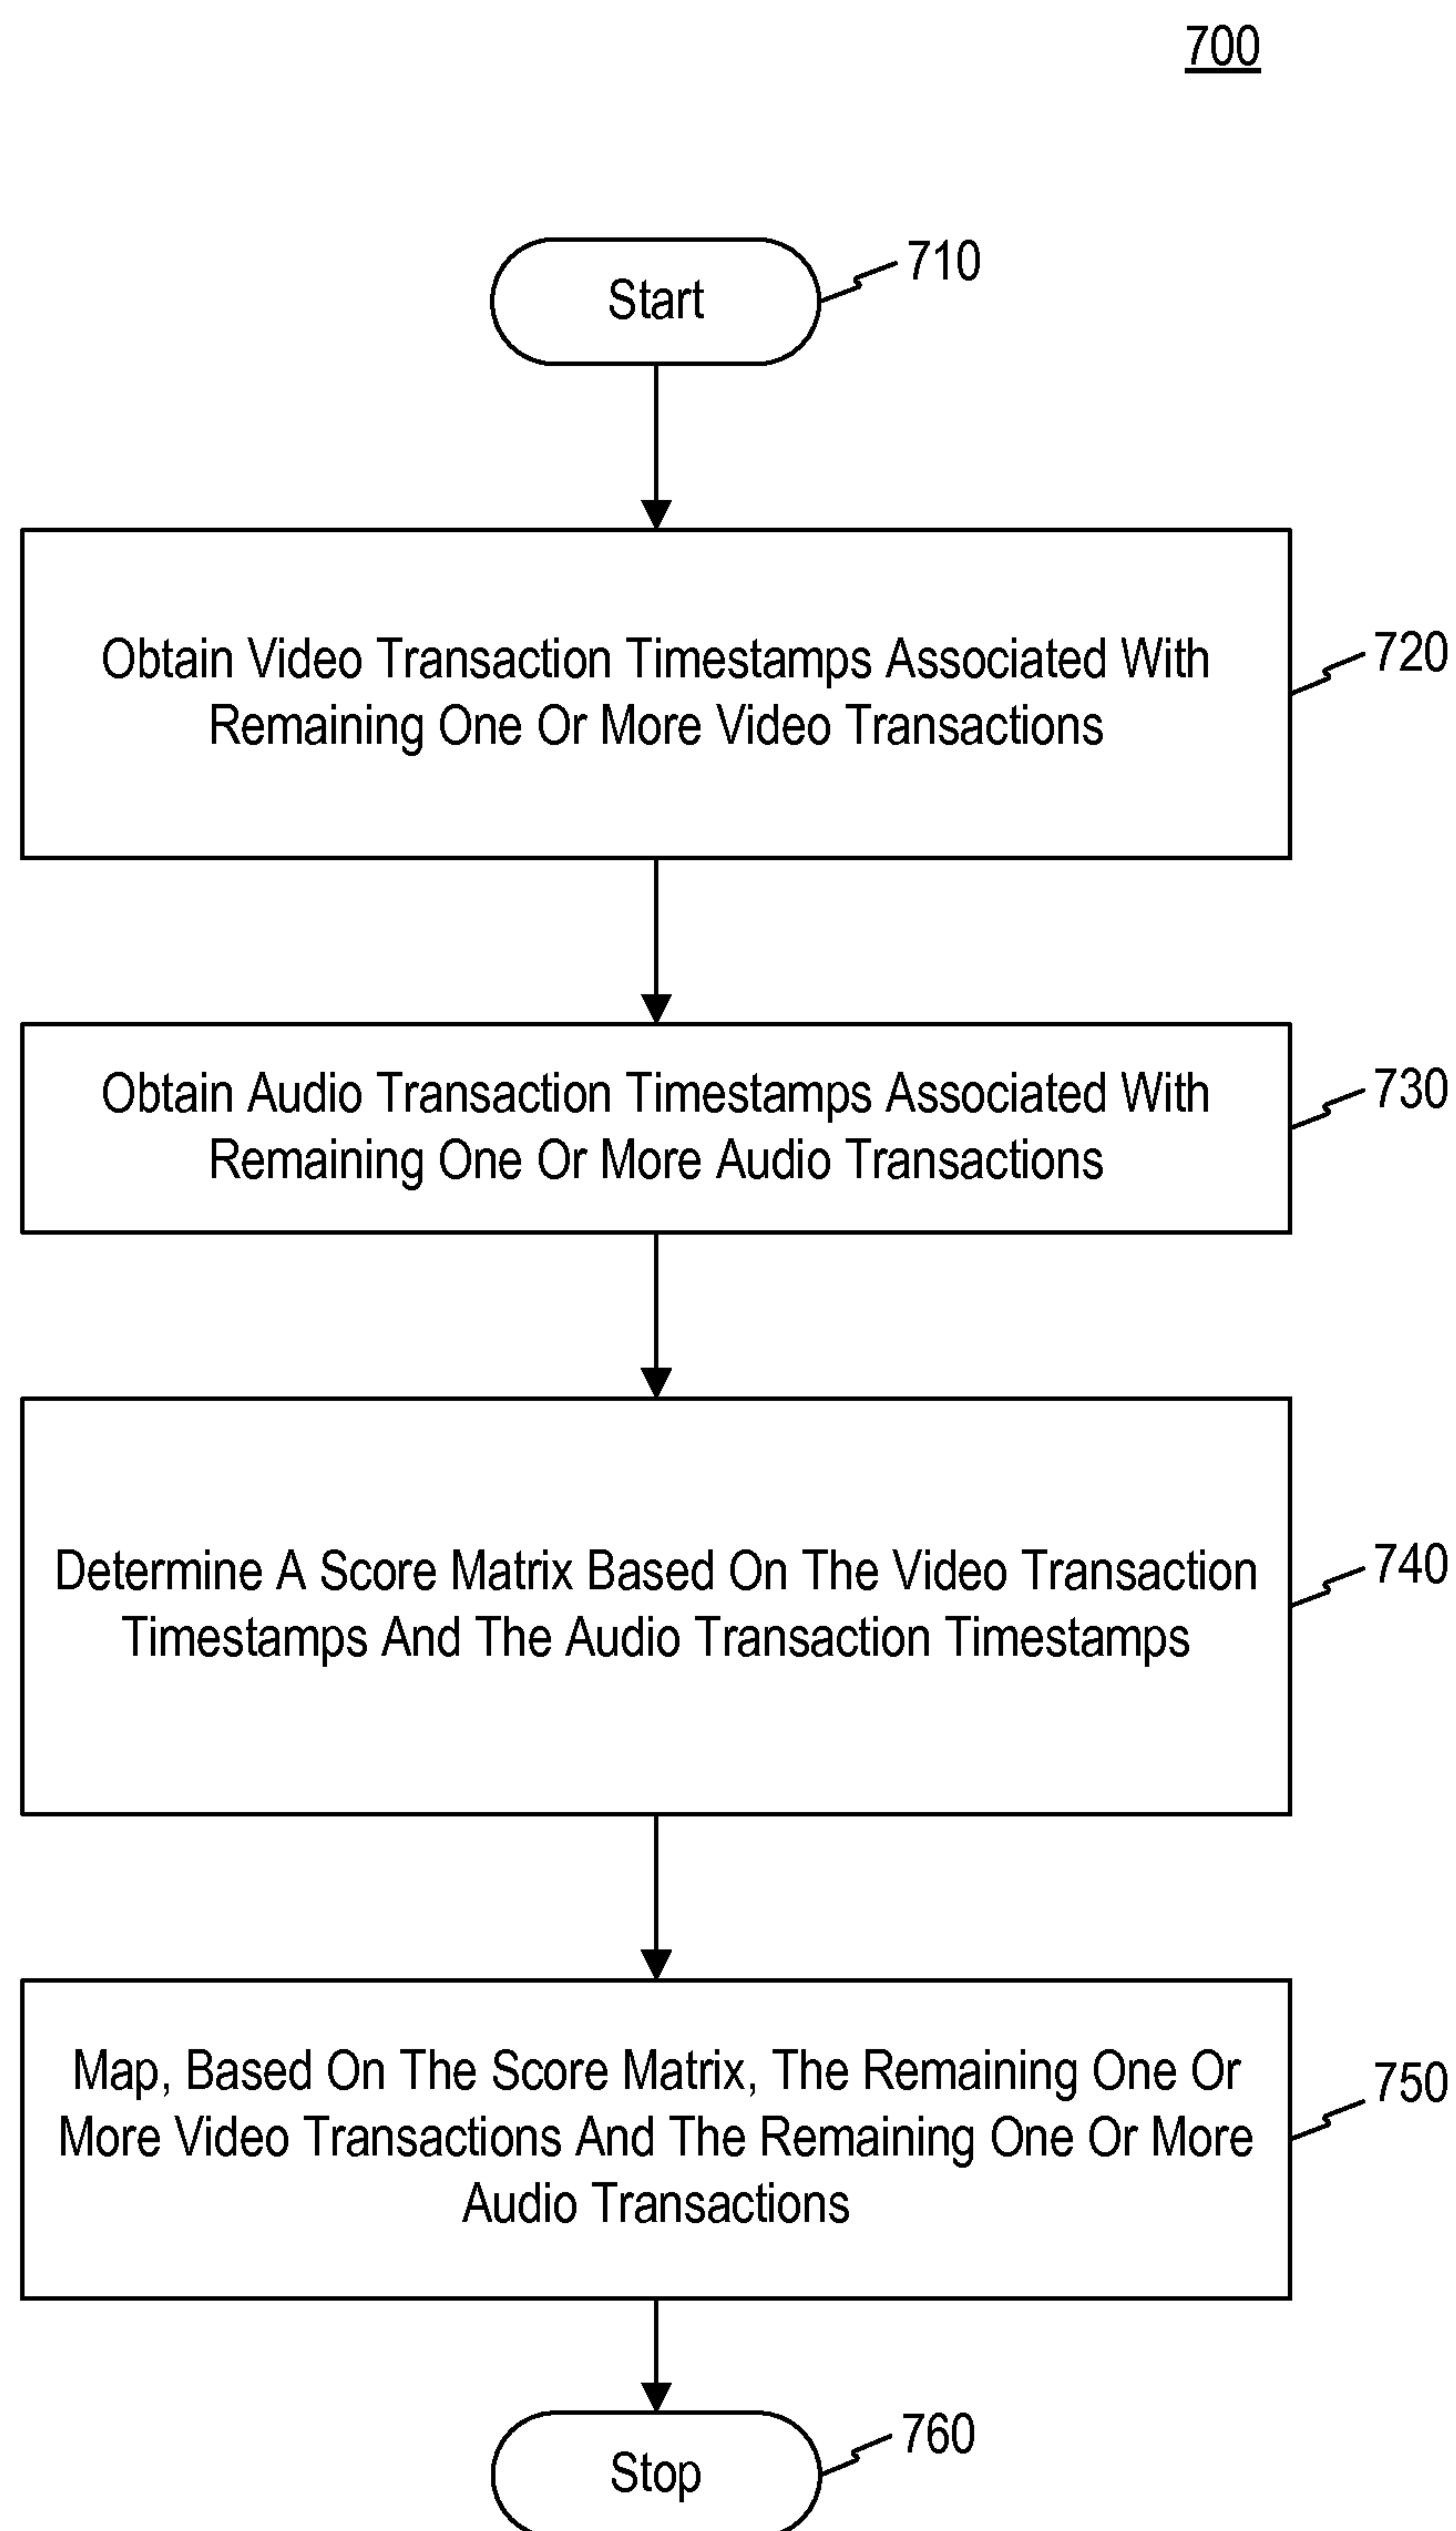 700
Start
710
Obtain Video Transaction Timestamps Associated With
Remaining One Or More Video Transactions
720
Obtain Audio Transaction Timestamps Associated With
Remaining One Or More Audio Transactions
730
Determine A Score Matrix Based On The Video Transaction
Timestamps And The Audio Transaction Timestamps
740
Map, Based On The Score Matrix, The Remaining One Or
More Video Transactions And The Remaining One Or More
Audio Transactions
750
Stop
760